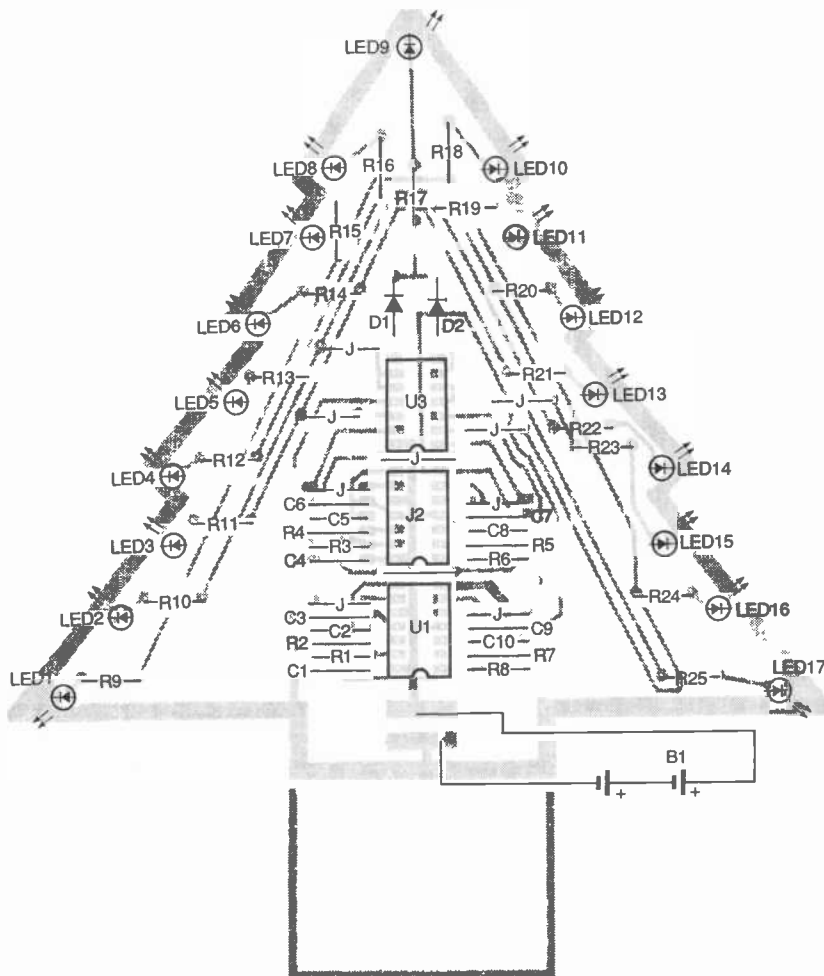 LED9
LED8 R16 R18 LED10
R17 R19
LED7 R15 LED11
R14 R20
LED6 D1 D2 LED12
J
R13 R21
LED5 U3 J LED13
J J R22
R23
LED4 R12 J LED14
C6 J J
C5 J2 C7
LED3 R11 R4 C8 LED15
R3 R5
C4 R6
LED2 R10 J J R24 LED16
C3 U1 C9
C2 C10
R2
R1 R7
LED1 R9 C1 R8 R25 LED17
B1
+ +